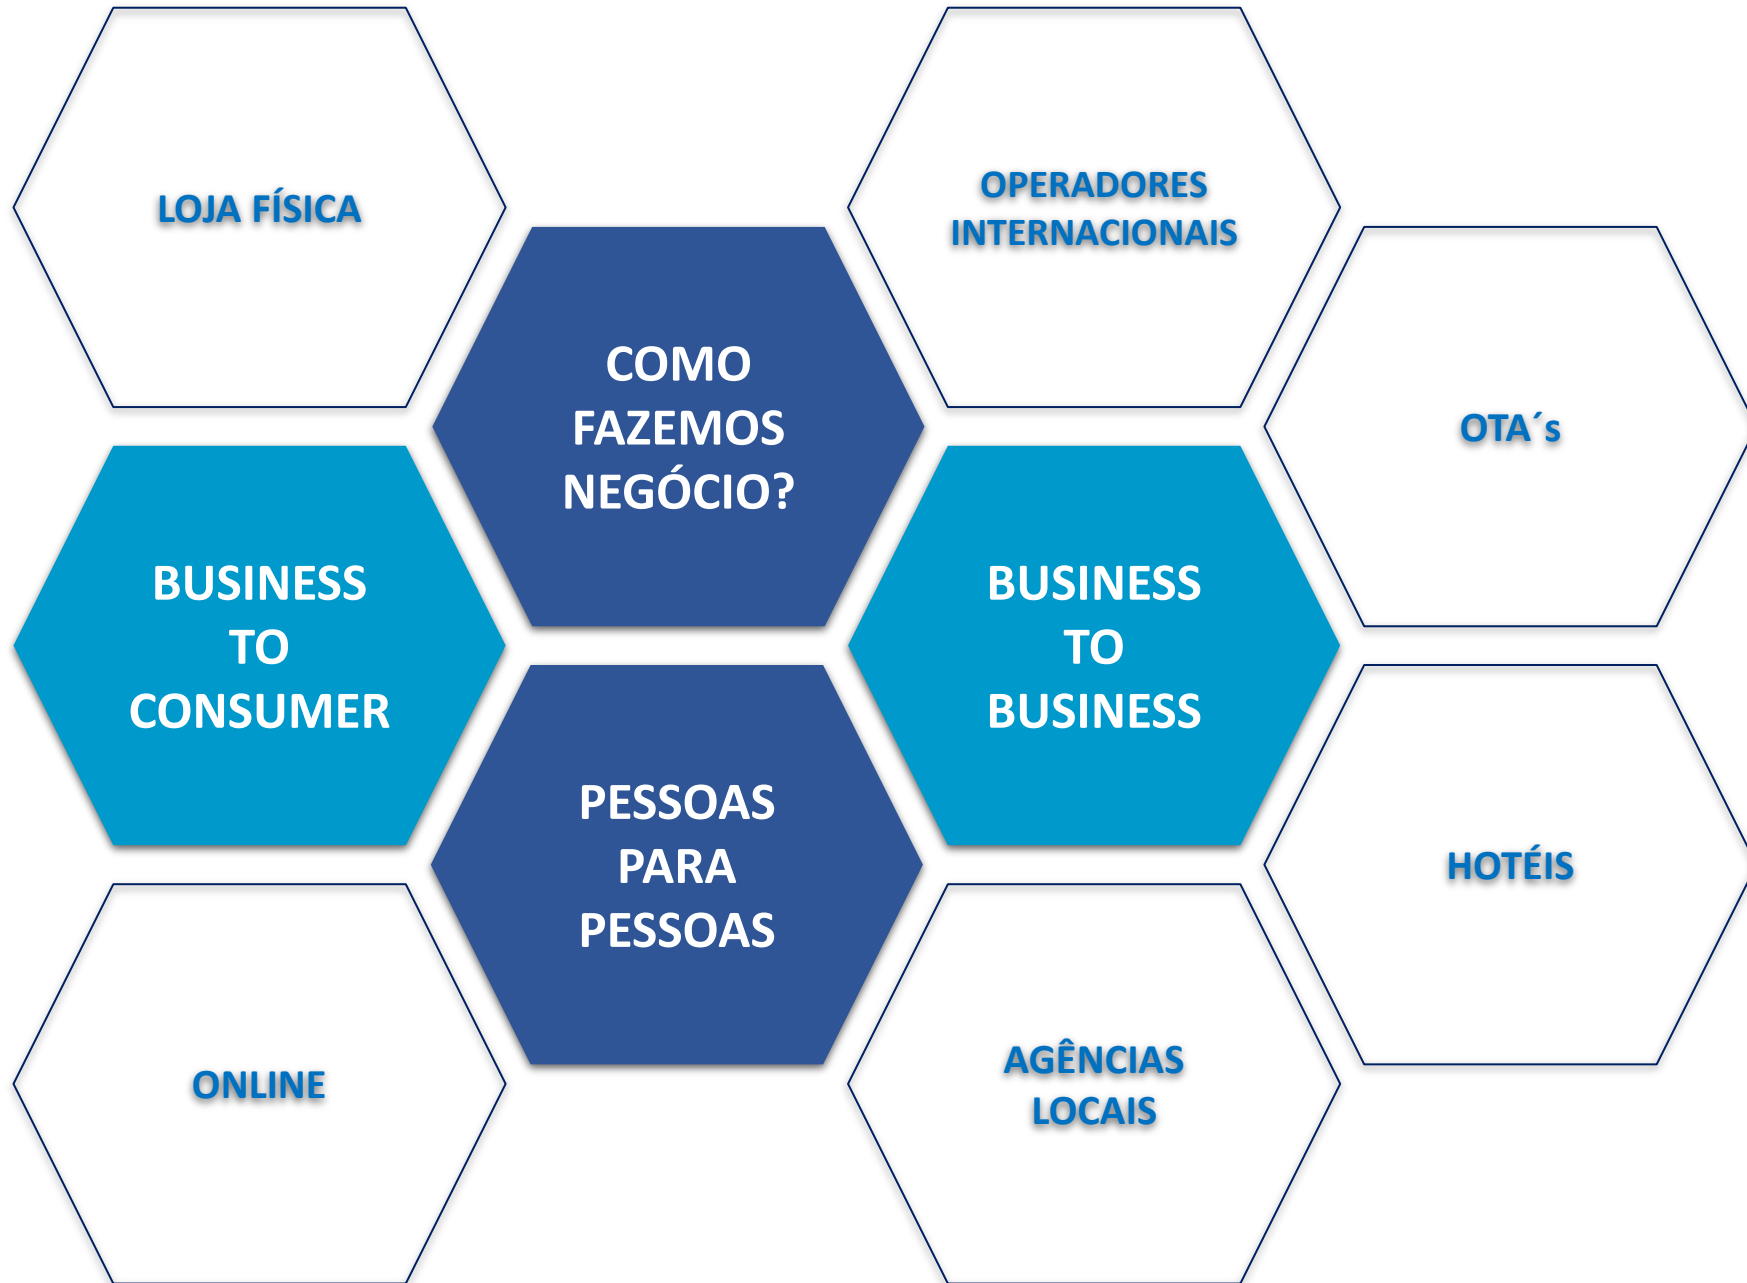 LOJA FÍSICA
OPERADORES
INTERNACIONAIS
COMO
FAZEMOS
NEGÓCIO?
OTA´s
BUSINESS
TO
CONSUMER
BUSINESS
TO
BUSINESS
PESSOAS
PARA
PESSOAS
HOTÉIS
ONLINE
AGÊNCIAS
LOCAIS